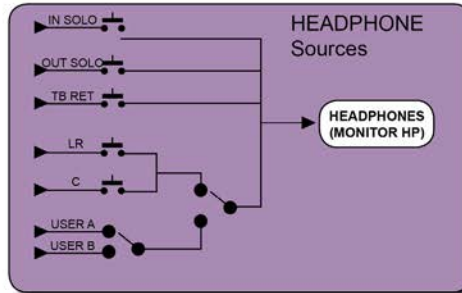 HEADPHONE
Sources
IN SOLO
OUT SOLO
TB RET
LR
C
USER A
USER B
HEADPHONES
(MONITOR HP)